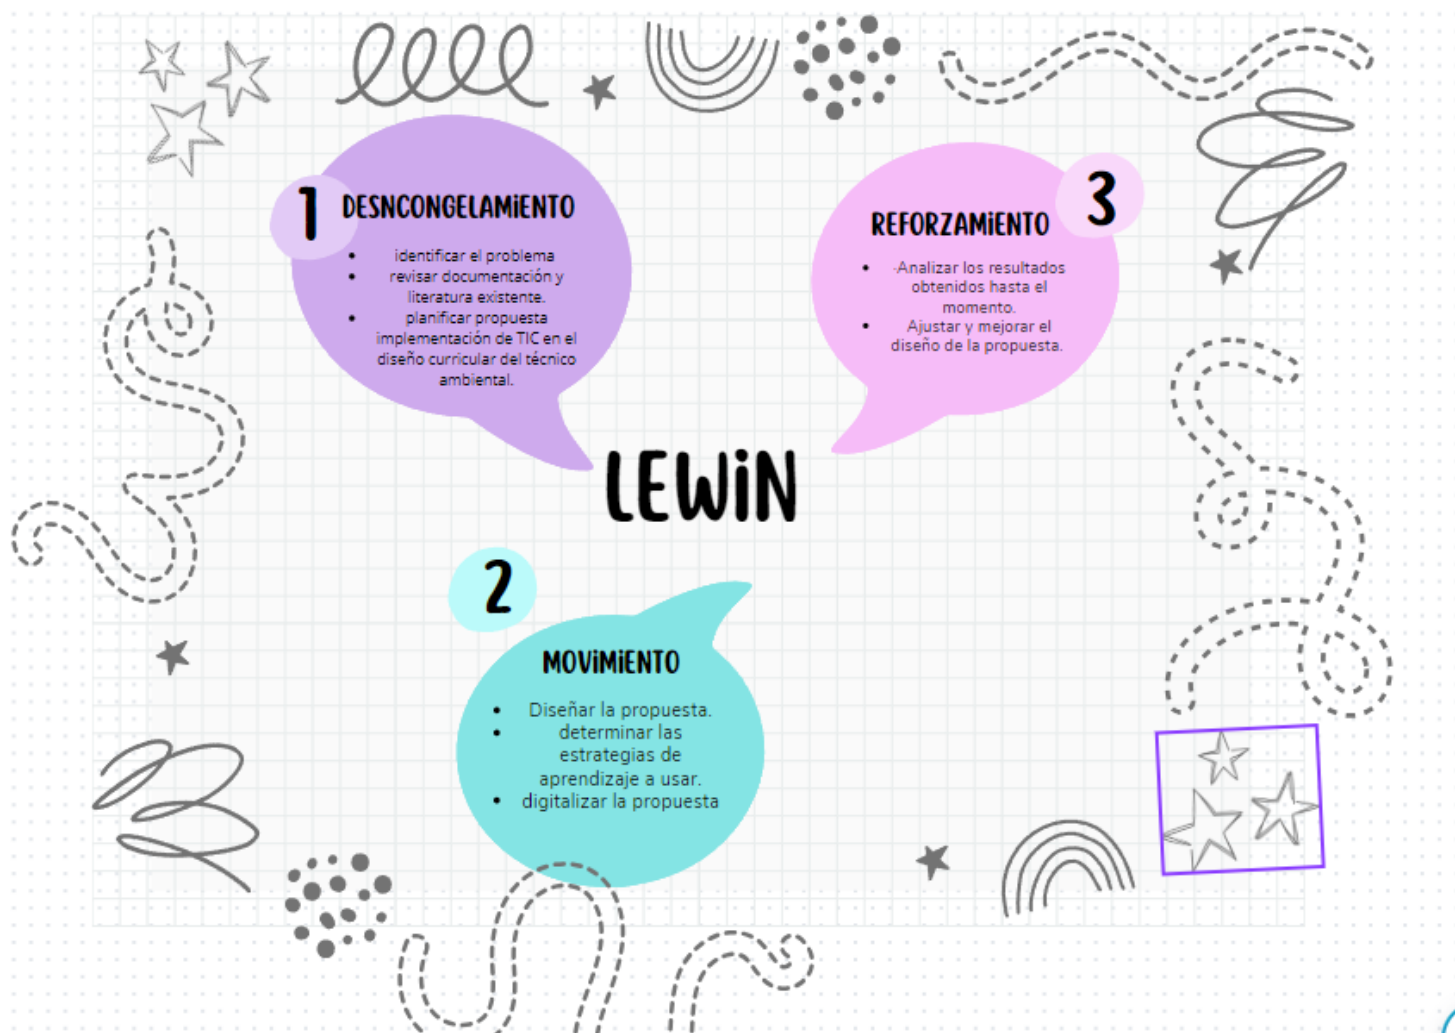 1
DESNCONGELAMiENTO
• identificar el problema
• revisar documentación y
literatura existente.
• planificar propuesta
implementación de TIC en el
diseño curricular del técnico
ambiental.
3
REFORZAMiENTO
• -Analizar los resultados
obtenidos hasta el
momento.
• Ajustar y mejorar el
diseño de la propuesta.
LEWiN
2
MOViMiENTO
• Diseñar la propuesta.
• determinar las
estrategias de
aprendizaje a usar.
• digitalizar la propuesta